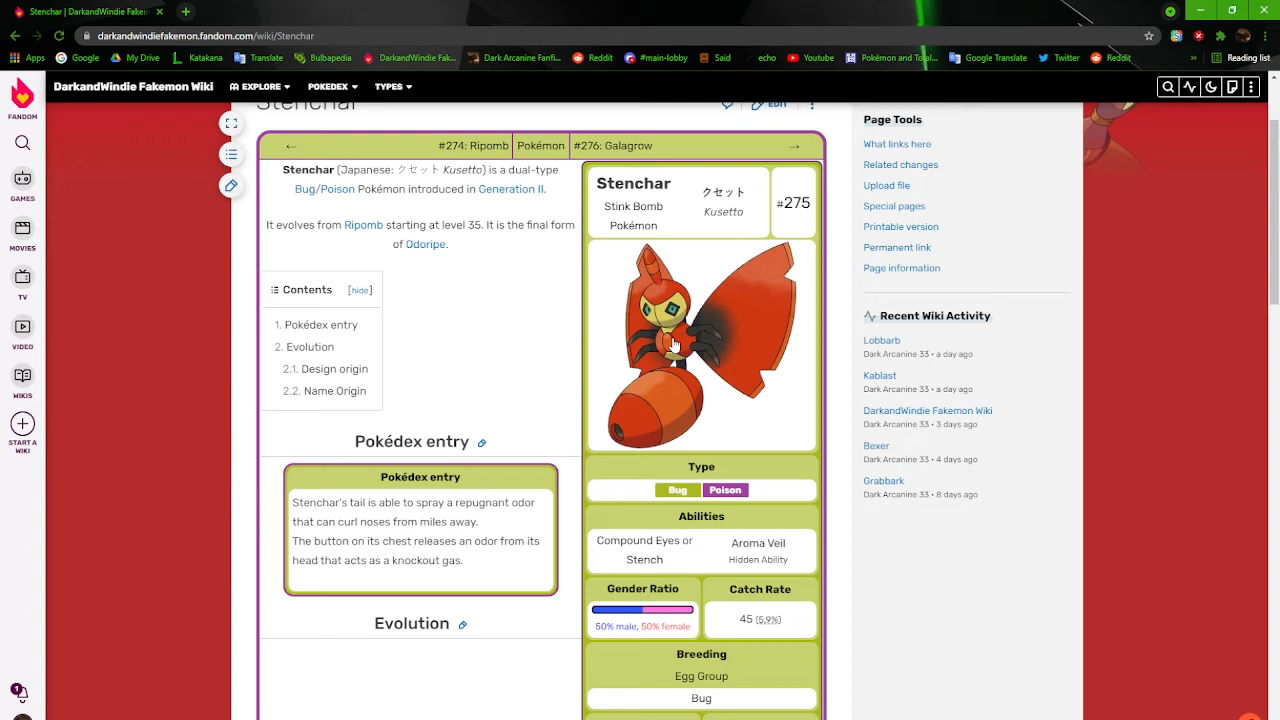 Stenchar | DarkandWindie Fakem
darkandwindiefakemon.fandom.com/wiki/Stenchar
Apps Google My Drive Katakana Translate Bulbapedia DarkandWindie Fak... Dark Arcanine Fanfi... Reddit #main-lobby Said echo Youtube Pokémon and Total... Google Translate Twitter Reddit » Reading list
DarkandWindie Fakemon Wiki EXPLORE POKEDEX TYPES
FANDOM
GAMES
MOVIES
TV
VIDEO
WIKIS
START A
WIKI
1
Stenchar
EDIT
← #274: Ripomb Pokémon #276: Galagrow →
Stenchar (Japanese: クセット Kusetto) is a dual-type
Bug/Poison Pokémon introduced in Generation II.
It evolves from Ripomb starting at level 35. It is the final form
of Odoripe.
Contents [hide]
1. Pokédex entry
2. Evolution
2.1. Design origin
2.2. Name Origin
Pokédex entry
Pokédex entry
Stenchar's tail is able to spray a repugnant odor
that can curl noses from miles away.
The button on its chest releases an odor from its
head that acts as a knockout gas.
Evolution
Stenchar
Stink Bomb
Pokémon
クセット
Kusetto
#275
Type
Bug Poison
Abilities
Compound Eyes or
Stench
Aroma Veil
Hidden Ability
Gender Ratio
50% male, 50% female
Catch Rate
45 (5.9%)
Breeding
Egg Group
Bug
Page Tools
What links here
Related changes
Upload file
Special pages
Printable version
Permanent link
Page information
Recent Wiki Activity
Lobbarb
Dark Arcanine 33 • a day ago
Kablast
Dark Arcanine 33 • a day ago
DarkandWindie Fakemon Wiki
Dark Arcanine 33 • 3 days ago
Bexer
Dark Arcanine 33 • 4 days ago
Grabbark
Dark Arcanine 33 • 8 days ago